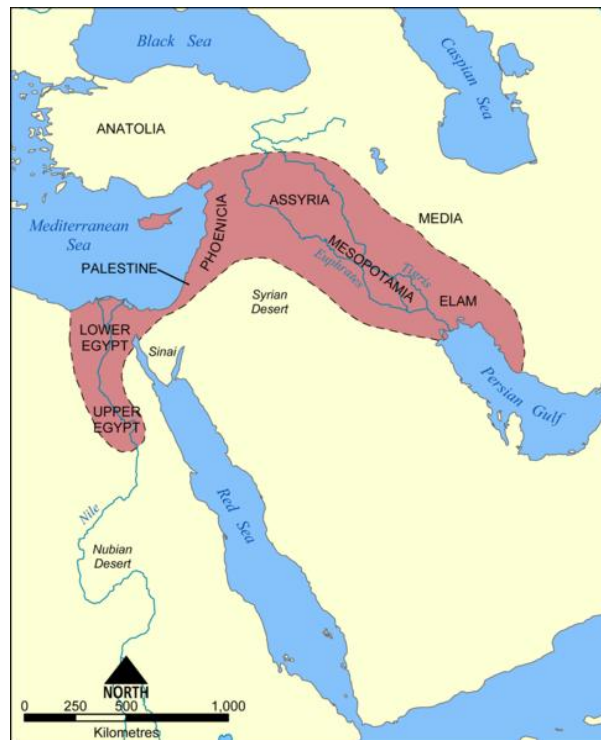 Black Sea
Caspian
Sea
ANATOLIA
ASSYRIA
MEDIA
Mediterranean
Sea
PHOENICIA
MESOPOTAMIA
Tigris
Euphrates
PALESTINE
ELAM
Syrian
Desert
LOWER
EGYPT
Sinai
Persian Gulf
UPPER
EGYPT
Nile
Red Sea
Nubian
Desert
NORTH
0 250 500 1,000
Kilometres